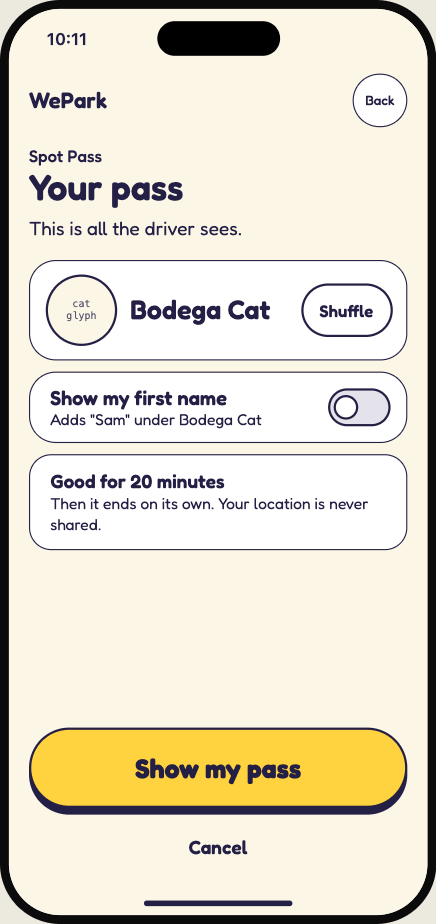 10:11
WePark
Back
Spot Pass
Your pass
This is all the driver sees.
cat
glyph
Bodega Cat
Shuffle
Show my first name
Adds "Sam" under Bodega Cat
Good for 20 minutes
Then it ends on its own. Your location is never
shared.
Show my pass
Cancel